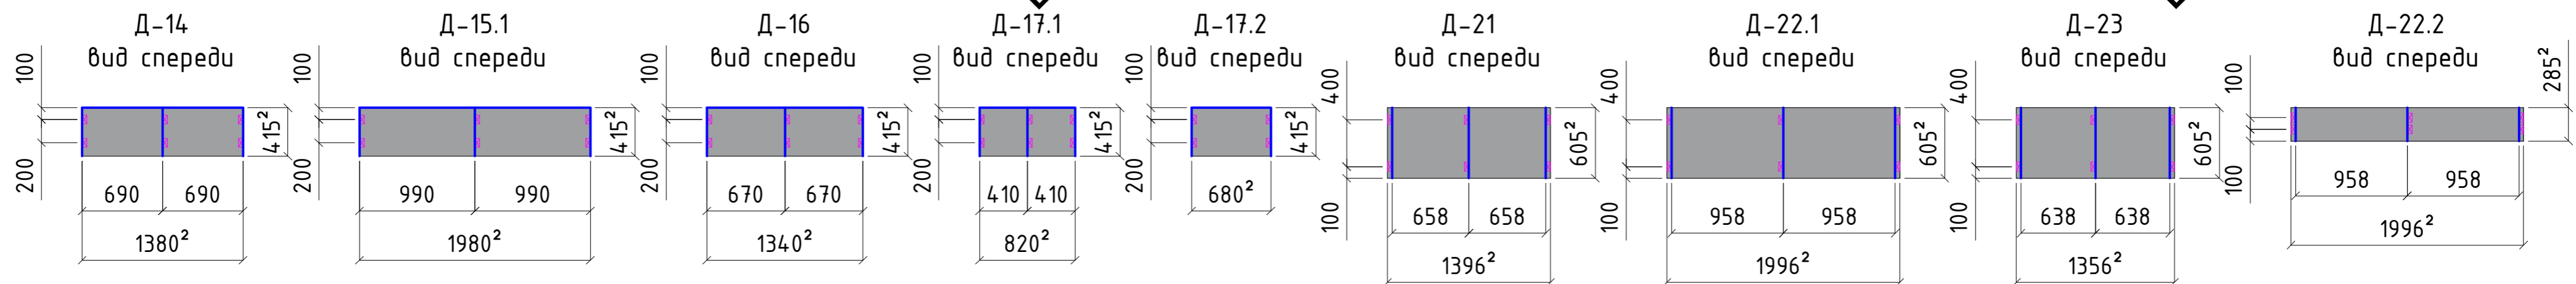 Д-14
вид спереди
100
200
415²
690 690
1380²
Д-15.1
вид спереди
100
200
415²
990 990
1980²
Д-16
вид спереди
100
200
415²
670 670
1340²
Д-17.1
вид спереди
100
200
415²
410 410
820²
Д-17.2
вид спереди
100
200
415²
680²
Д-21
вид спереди
400
100
605²
658 658
1396²
Д-22.1
вид спереди
400
100
605²
958 958
1996²
Д-23
вид спереди
400
100
605²
638 638
1356²
Д-22.2
вид спереди
100
100
285²
958 958
1996²